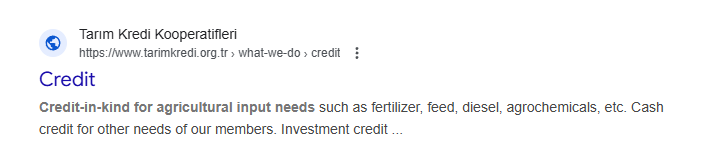 Tarım Kredi Kooperatifleri
https://www.tarimkredi.org.tr › what-we-do › credit
Credit
Credit-in-kind for agricultural input needs such as fertilizer, feed, diesel, agrochemicals, etc. Cash
credit for other needs of our members. Investment credit ...